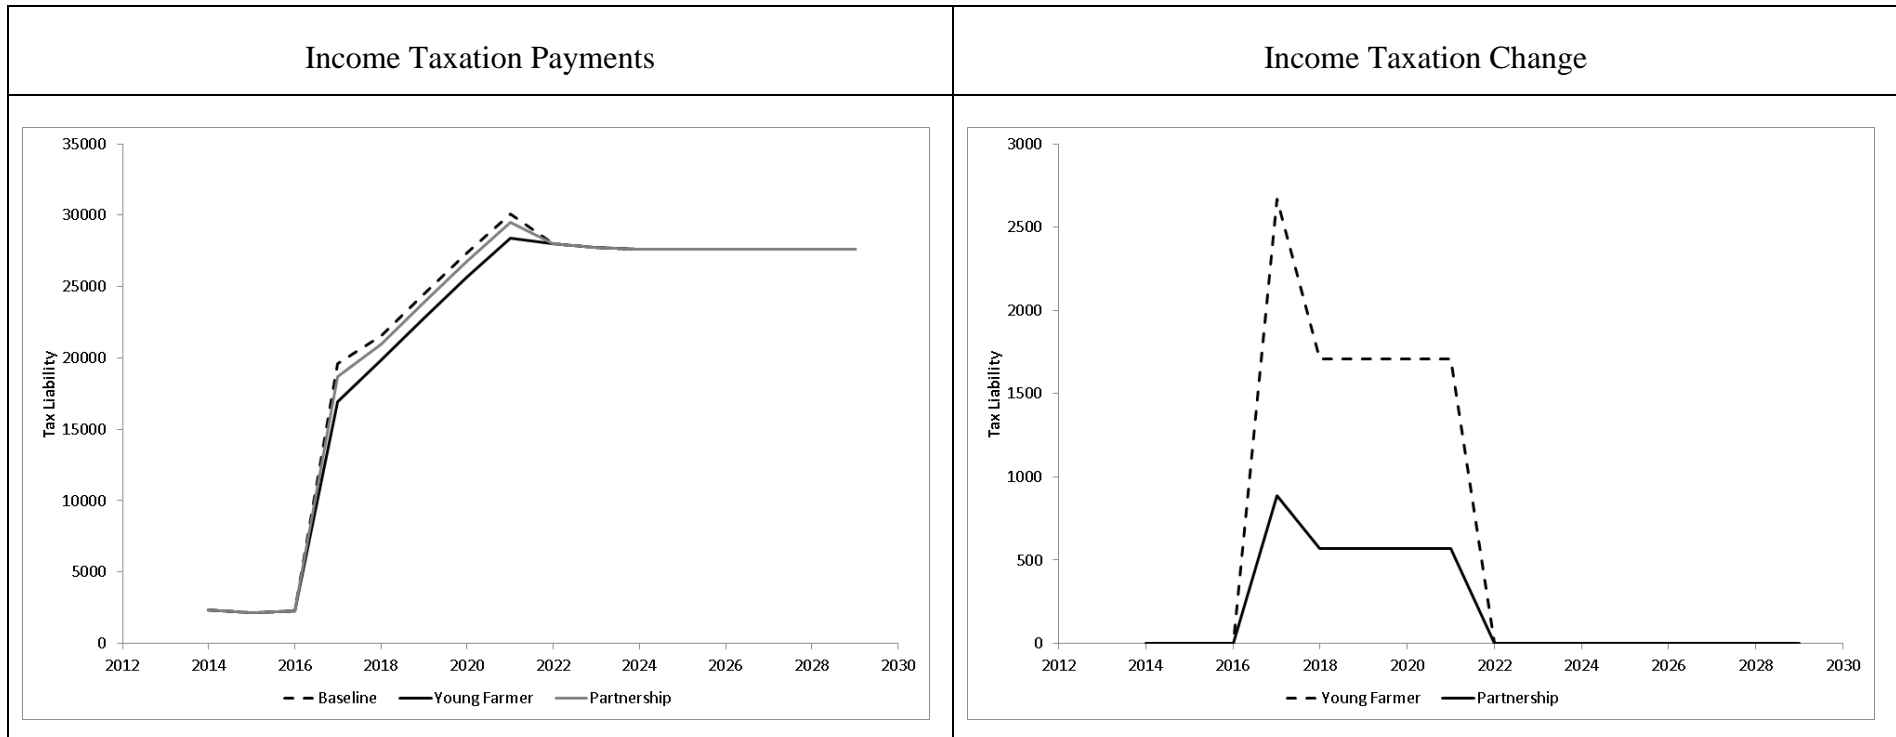 Income Taxation Payments
Income Taxation Change
35000
30000
25000
20000
15000
10000
5000
0
Tax Liability
2012 2014 2016 2018 2020 2022 2024 2026 2028 2030
Baseline Young Farmer Partnership
3000
2500
2000
1500
1000
500
0
Tax Liability
2012 2014 2016 2018 2020 2022 2024 2026 2028 2030
Young Farmer Partnership